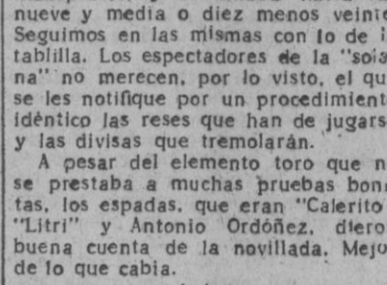 nueve y media o diez menos veinte
Seguimos en las mismas con lo de
tablilla. Los espectadores de la "sois
na" no merecen, por lo visto, el qu
se les notifique por un procedimient
idéntico las reses que han de jugars
y las divisas que tremolarán.
A pesar del elemento toro que n
se prestaba a muchas pruebas boni
tas, los espadas, que eran "Calerito
"Litri" y Antonio Ordóñez, diero
buena cuenta de la novillada. Mejo
de lo que cabia.